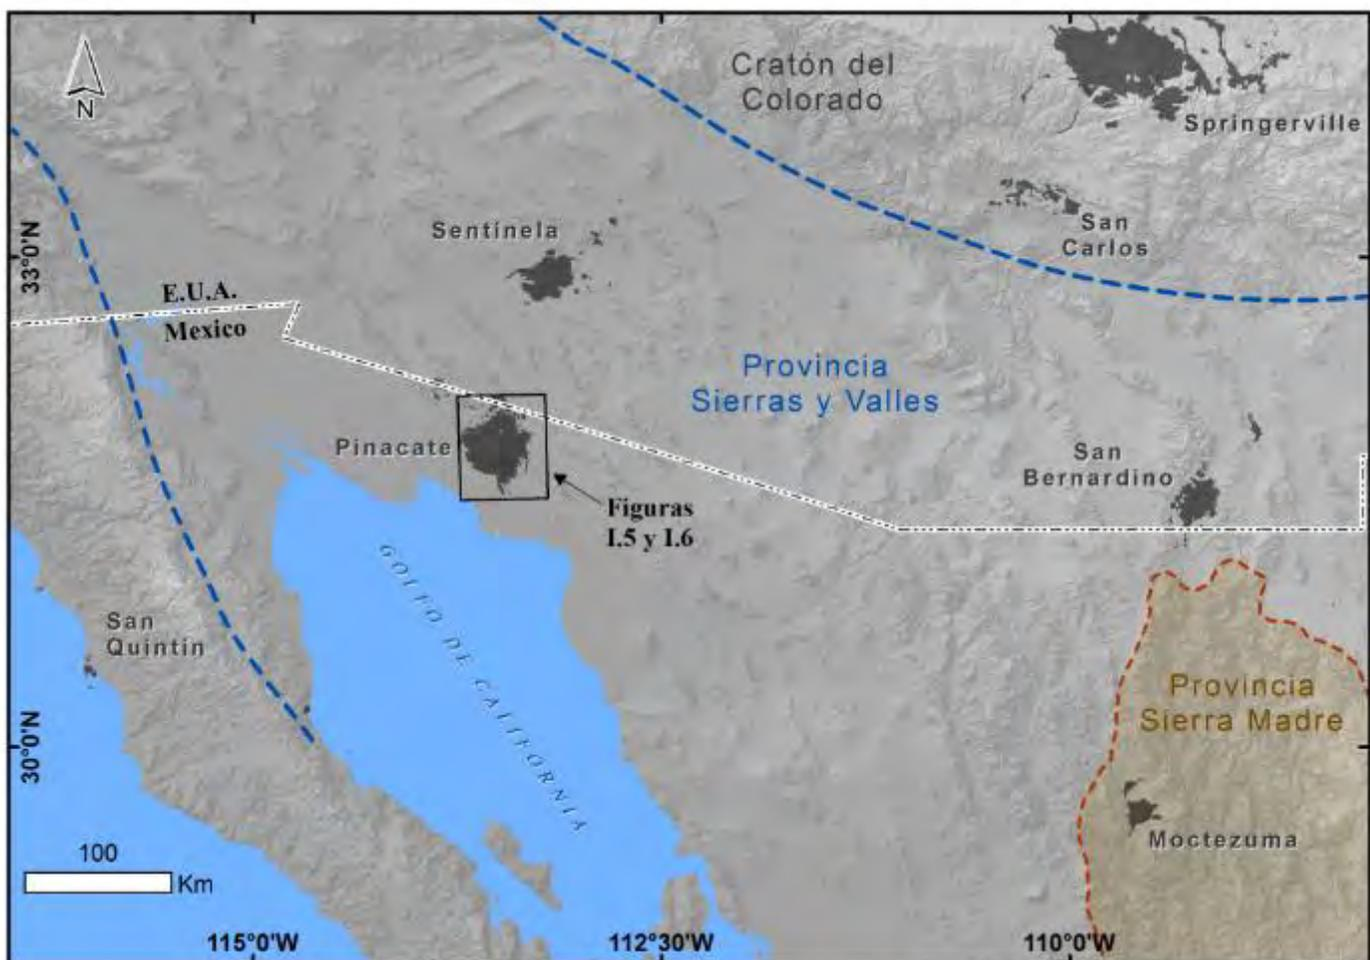 N
Cratón del
Colorado
Springerville
San
Carlos
Sentinela
33°0'N
E.U.A.
Mexico
Provincia
Sierras y Valles
Pinacate
San
Bernardino
Figuras
I.5 y I.6
GOLFO DE CALIFORNIA
San
Quintín
Provincia
Sierra Madre
30°0'N
Moctezuma
100
Km
115°0'W
112°30'W
110°0'W